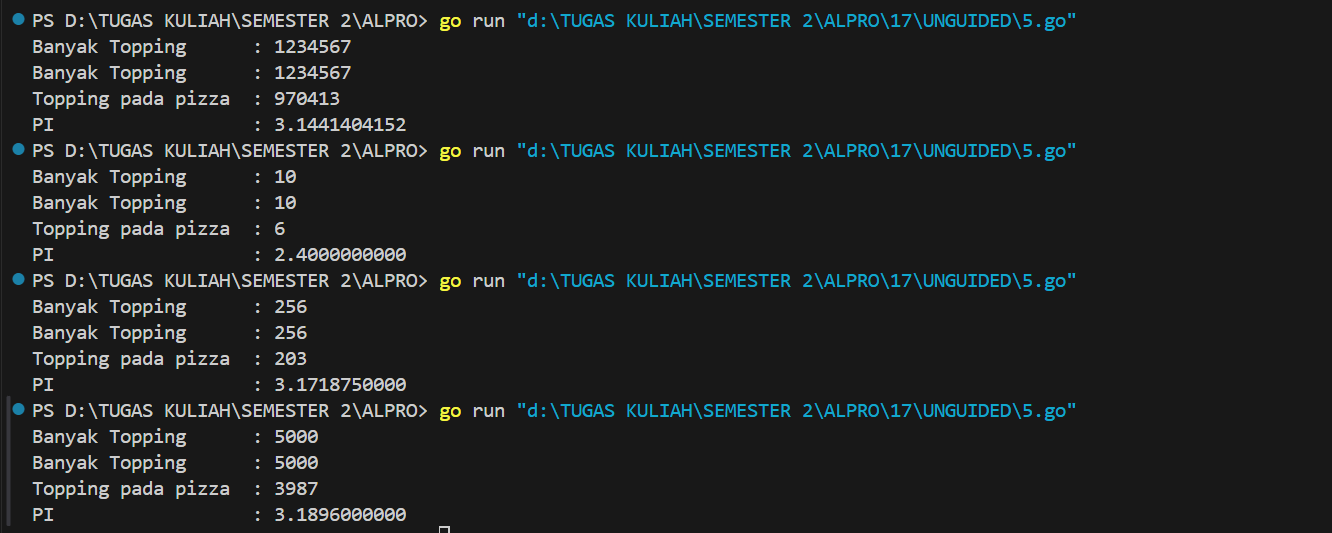 PS D:\TUGAS KULIAH\SEMESTER 2\ALPRO> go run "d:\TUGAS KULIAH\SEMESTER 2\ALPRO\17\UNGUIDED\5.go"
Banyak Topping      : 1234567
Banyak Topping      : 1234567
Topping pada pizza  : 970413
PI                  : 3.1441404152
PS D:\TUGAS KULIAH\SEMESTER 2\ALPRO> go run "d:\TUGAS KULIAH\SEMESTER 2\ALPRO\17\UNGUIDED\5.go"
Banyak Topping      : 10
Banyak Topping      : 10
Topping pada pizza  : 6
PI                  : 2.4000000000
PS D:\TUGAS KULIAH\SEMESTER 2\ALPRO> go run "d:\TUGAS KULIAH\SEMESTER 2\ALPRO\17\UNGUIDED\5.go"
Banyak Topping      : 256
Banyak Topping      : 256
Topping pada pizza  : 203
PI                  : 3.1718750000
PS D:\TUGAS KULIAH\SEMESTER 2\ALPRO> go run "d:\TUGAS KULIAH\SEMESTER 2\ALPRO\17\UNGUIDED\5.go"
Banyak Topping      : 5000
Banyak Topping      : 5000
Topping pada pizza  : 3987
PI                  : 3.1896000000